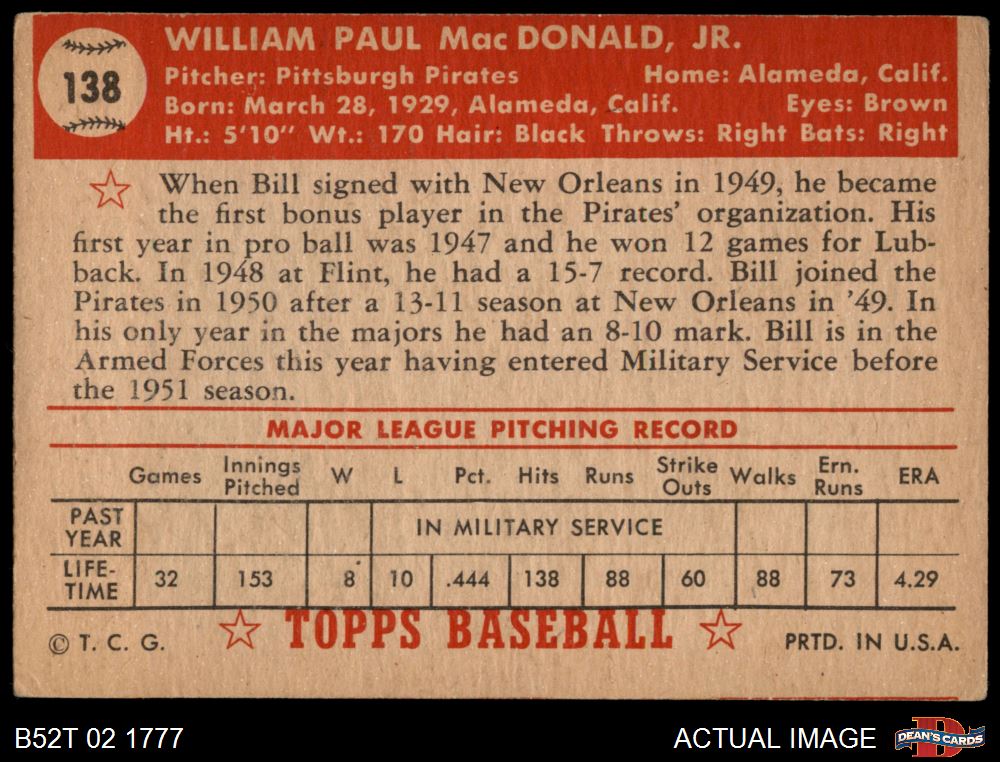 138
WILLIAM PAUL Mac DONALD, JR.
Pitcher: Pittsburgh Pirates Home: Alameda, Calif.
Born: March 28, 1929, Alameda, Calif. Eyes: Brown
Ht.: 5'10" Wt.: 170 Hair: Black Throws: Right Bats: Right
When Bill signed with New Orleans in 1949, he became
the first bonus player in the Pirates' organization. His
first year in pro ball was 1947 and he won 12 games for Lub-
back. In 1948 at Flint, he had a 15-7 record. Bill joined the
Pirates in 1950 after a 13-11 season at New Orleans in '49. In
his only year in the majors he had an 8-10 mark. Bill is in the
Armed Forces this year having entered Military Service before
the 1951 season.
MAJOR LEAGUE PITCHING RECORD
Games Innings Pitched W L Pct. Hits Runs Strike Outs Walks Ern. Runs ERA
PAST YEAR IN MILITARY SERVICE
LIFE-TIME 32 153 8 10 .444 138 88 60 88 73 4.29
© T. C. G. TOPPS BASEBALL PRTD. IN U.S.A.
B52T 02 1777 ACTUAL IMAGE D DEAN'S CARDS